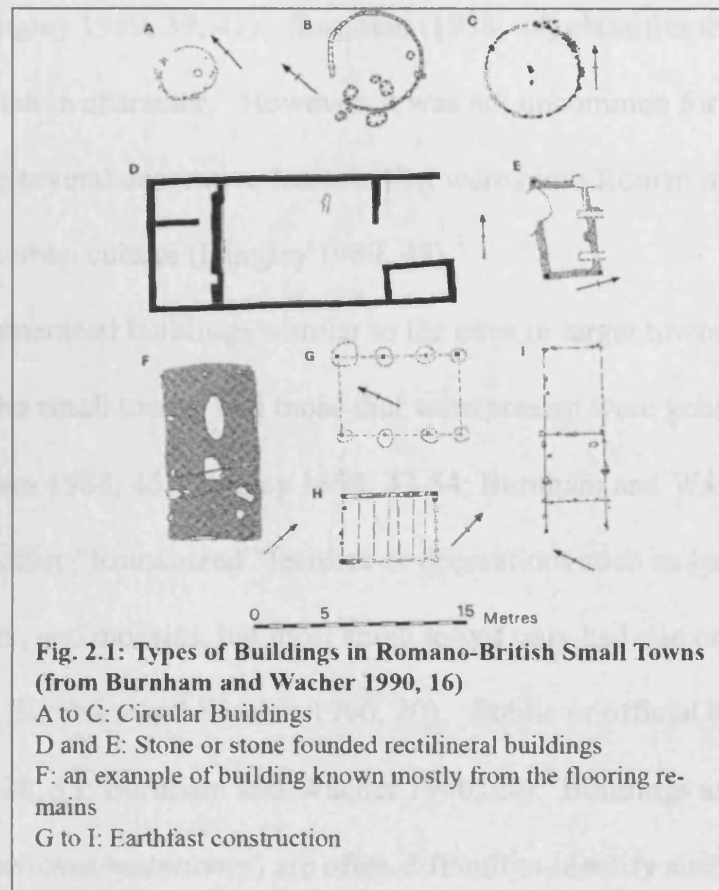 A
B
C
D
E
F
G
I
H
0 5 15 Metres
Fig. 2.1: Types of Buildings in Romano-British Small Towns
(from Burnham and Wacher 1990, 16)
A to C: Circular Buildings
D and E: Stone or stone founded rectilineral buildings
F: an example of building known mostly from the flooring re-
mains
G to I: Earthfast construction